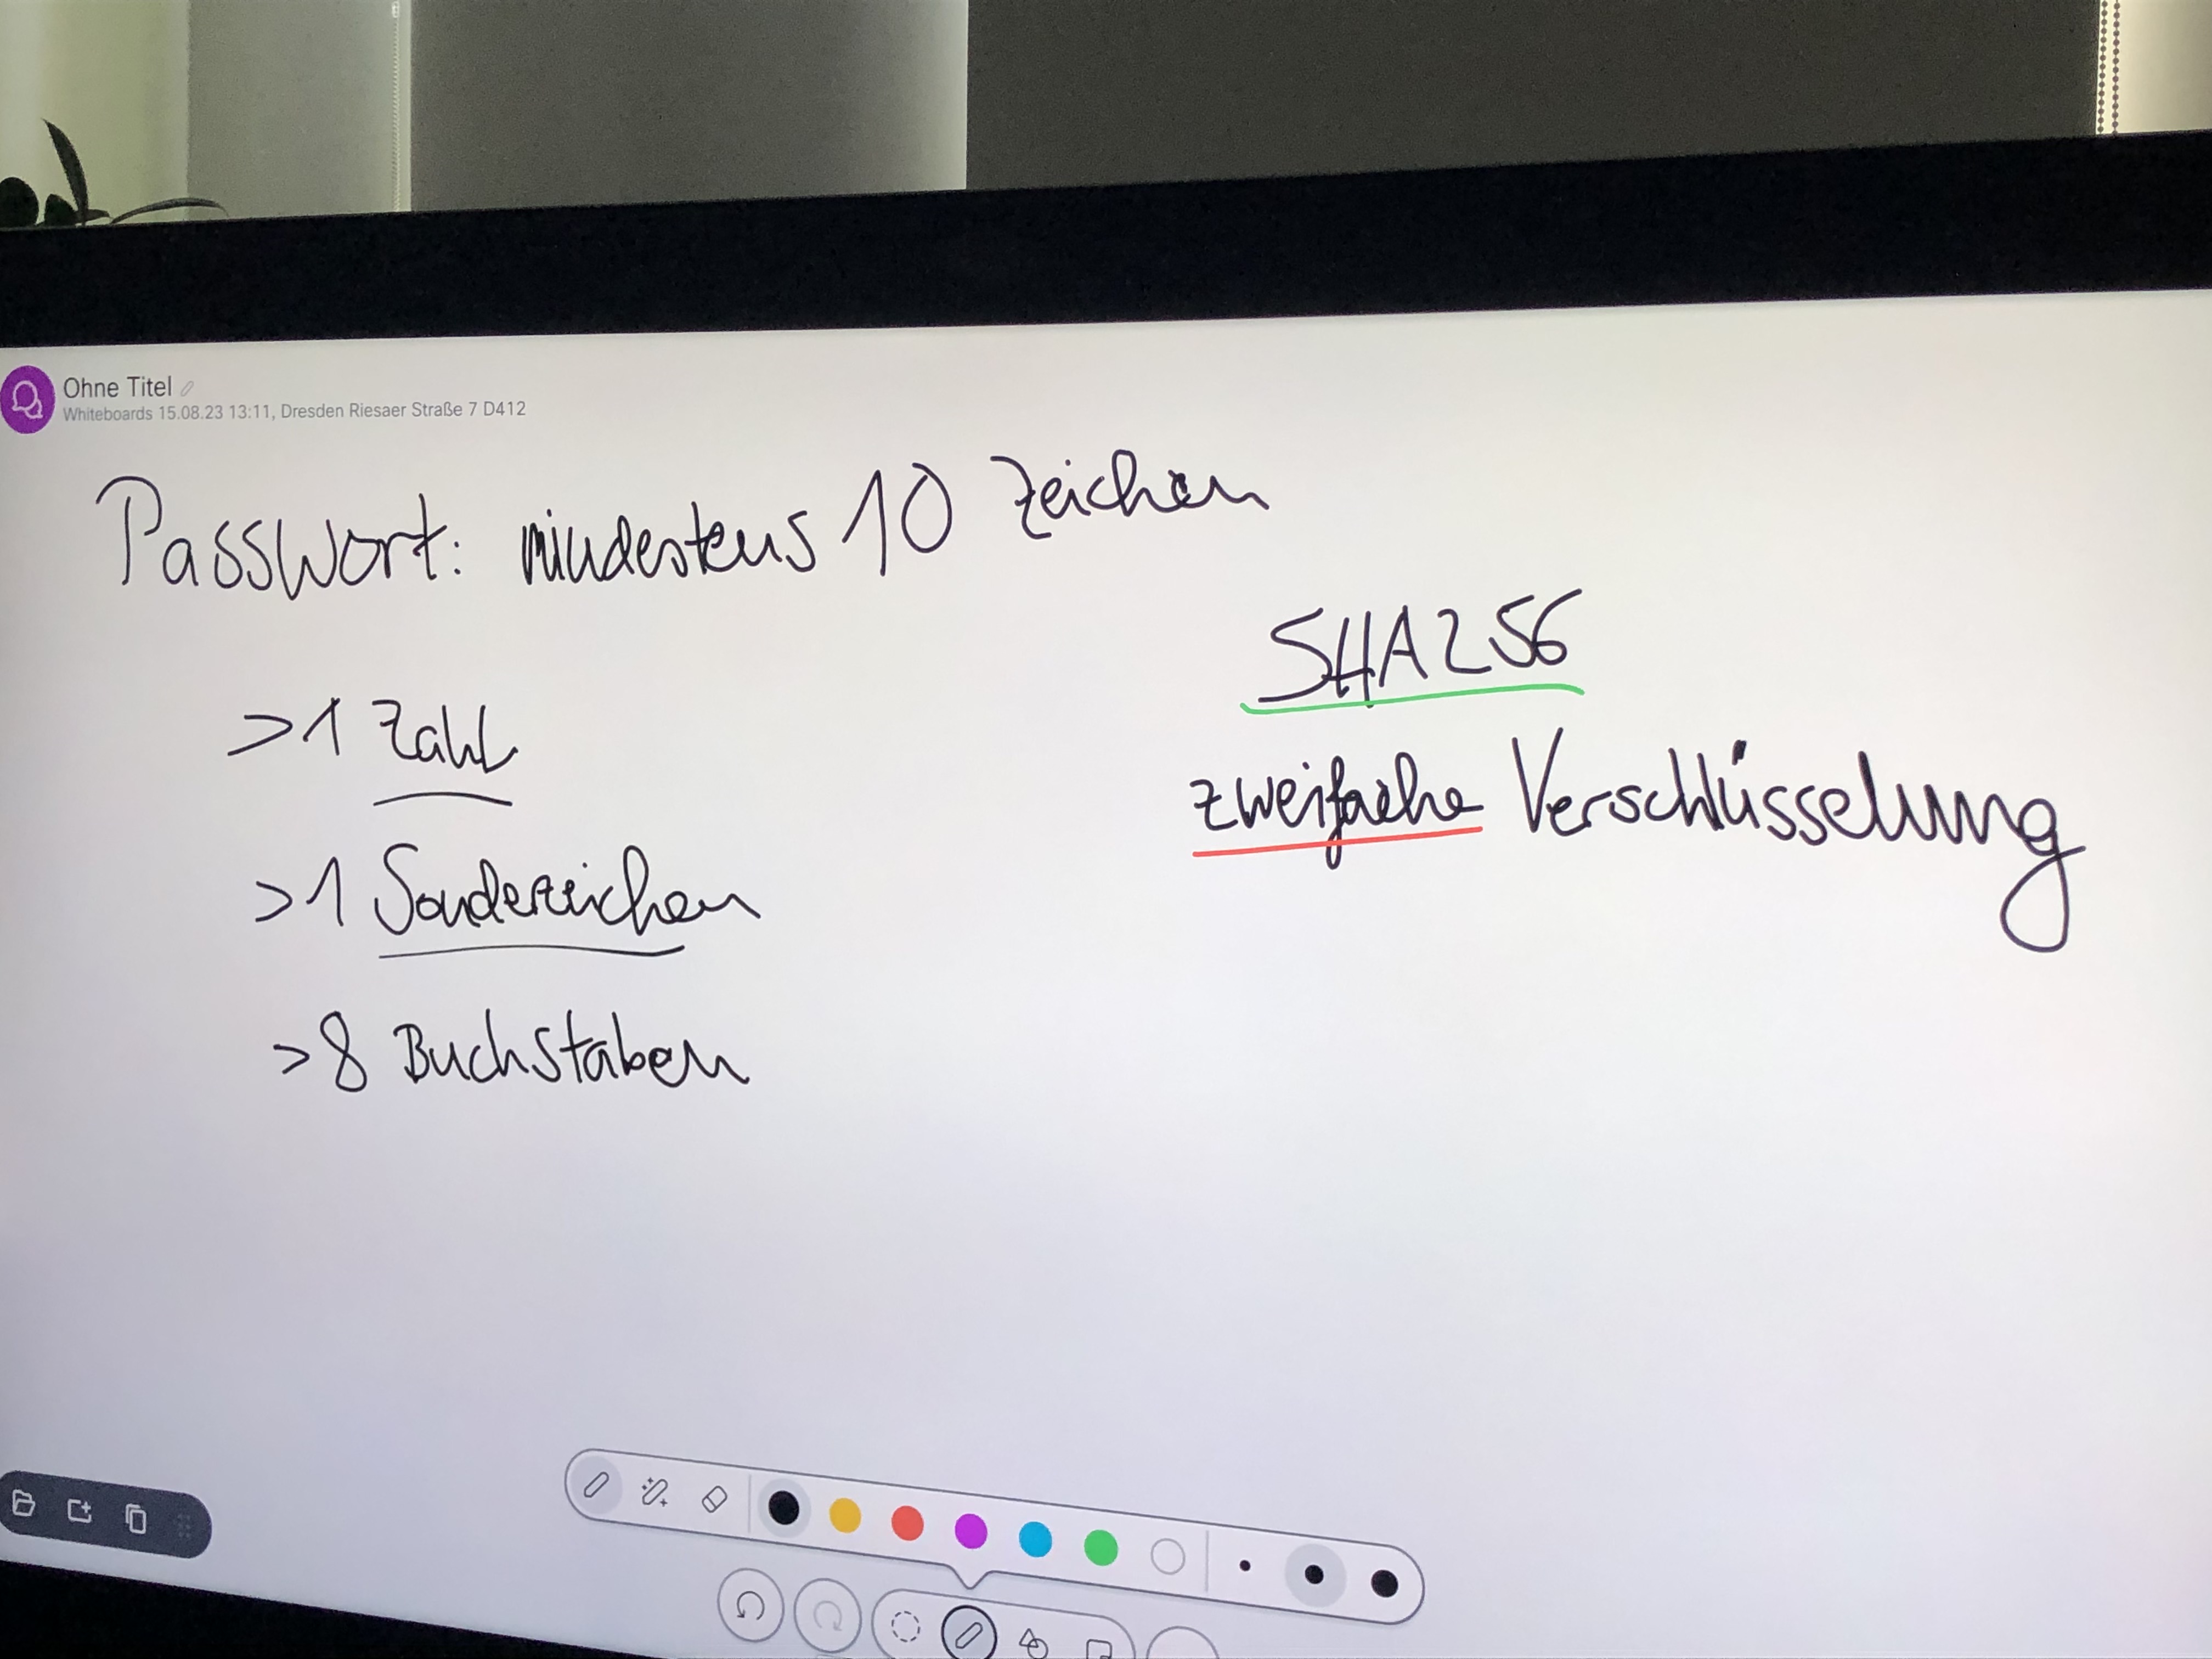 Ohne Titel
Whiteboards 15.08.23 13:11, Dresden Riesaer Straße 7 D412
Passwort: mindestens 10 Zeichen
>1 Zahl
>1 Sonderzeichen
>8 Buchstaben
SHA256
zweifache Verschlüsselung